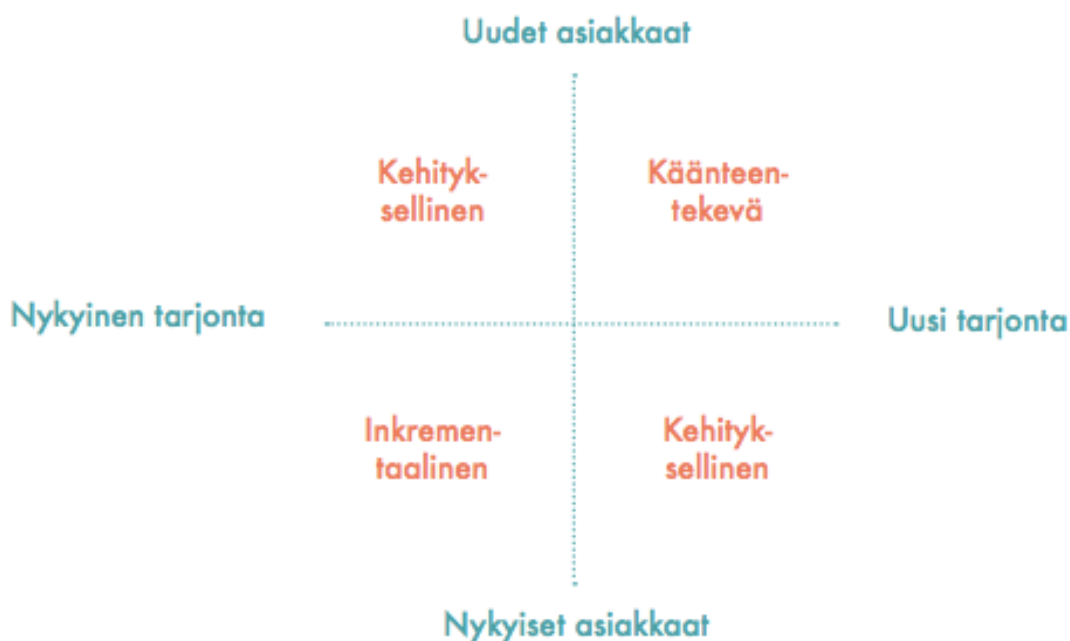 Uudet asiakkaat
Kehityk-
sellinen
Käänteen-
tekevä
Nykyinen tarjonta
Uusi tarjonta
Inkremen-
taalinen
Kehityk-
sellinen
Nykyiset asiakkaat